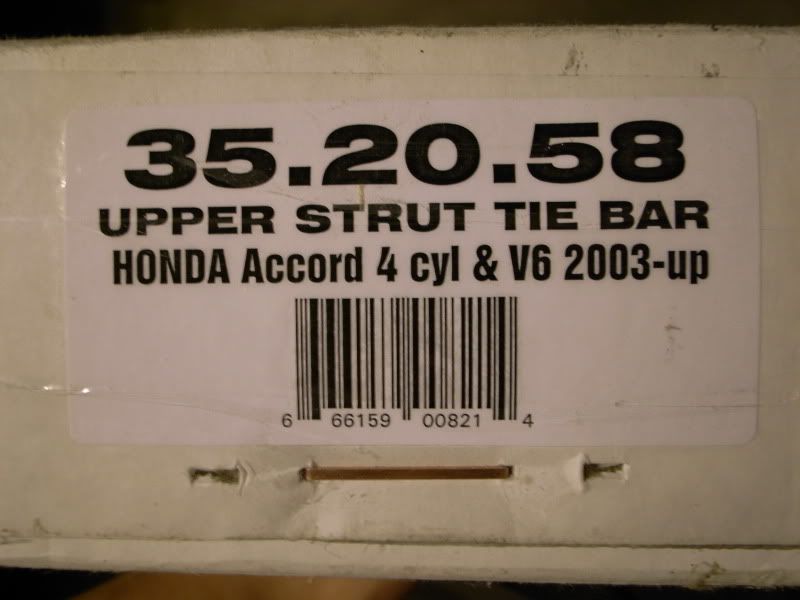 35.20.58
UPPER STRUT TIE BAR
HONDA Accord 4 cyl & V6 2003-up
6 66159 00821 4